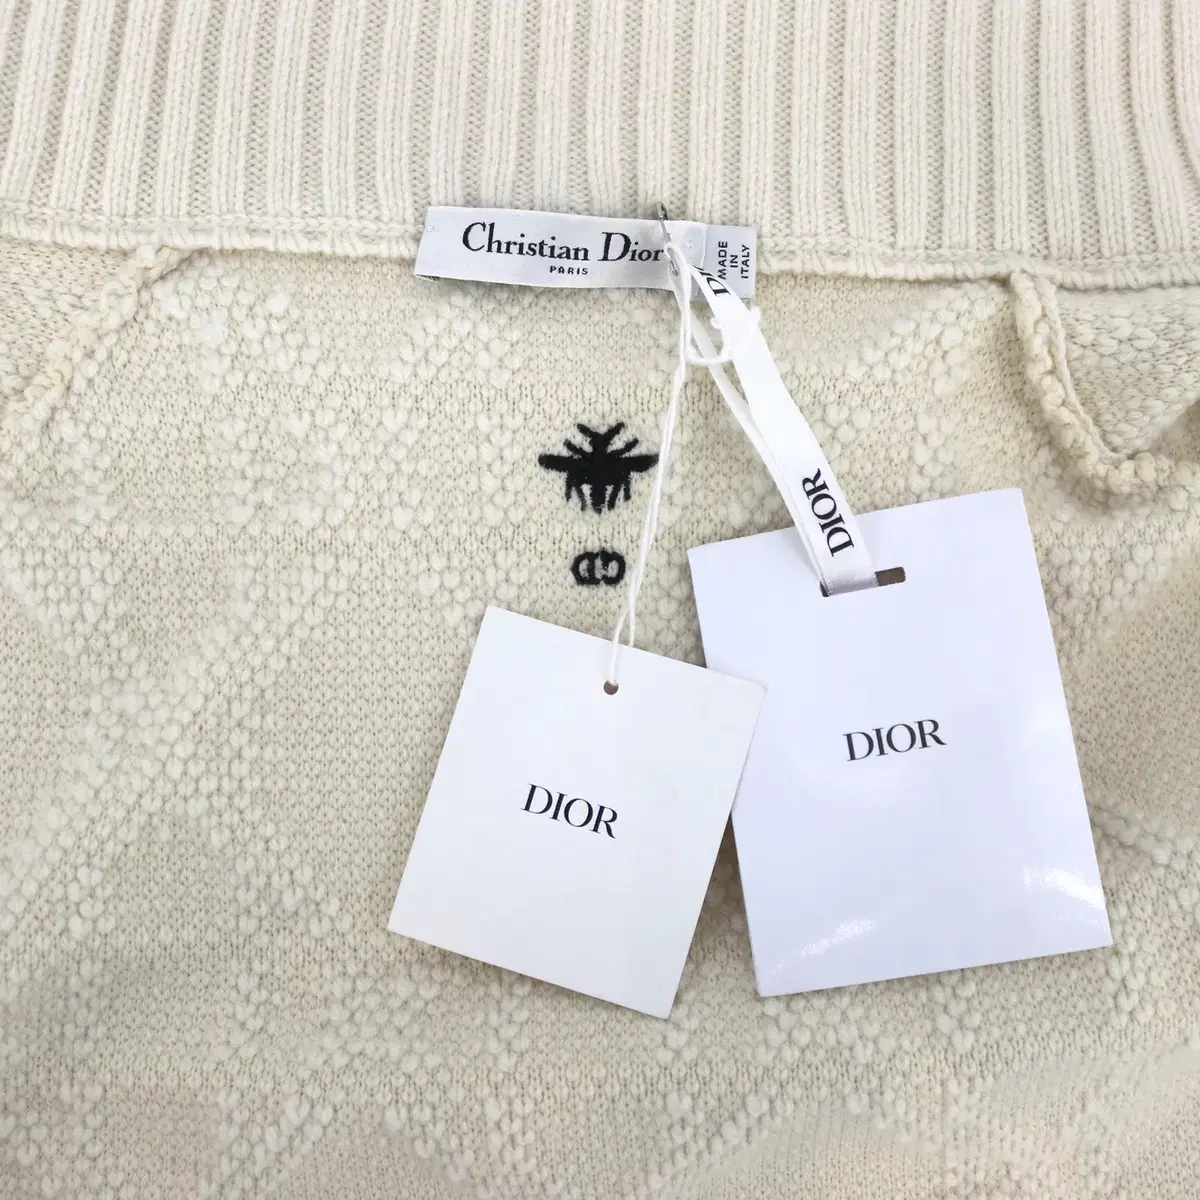 Christian Dior
PARIS
MADE
IN
ITALY
DIOR
DIOR
DIOR